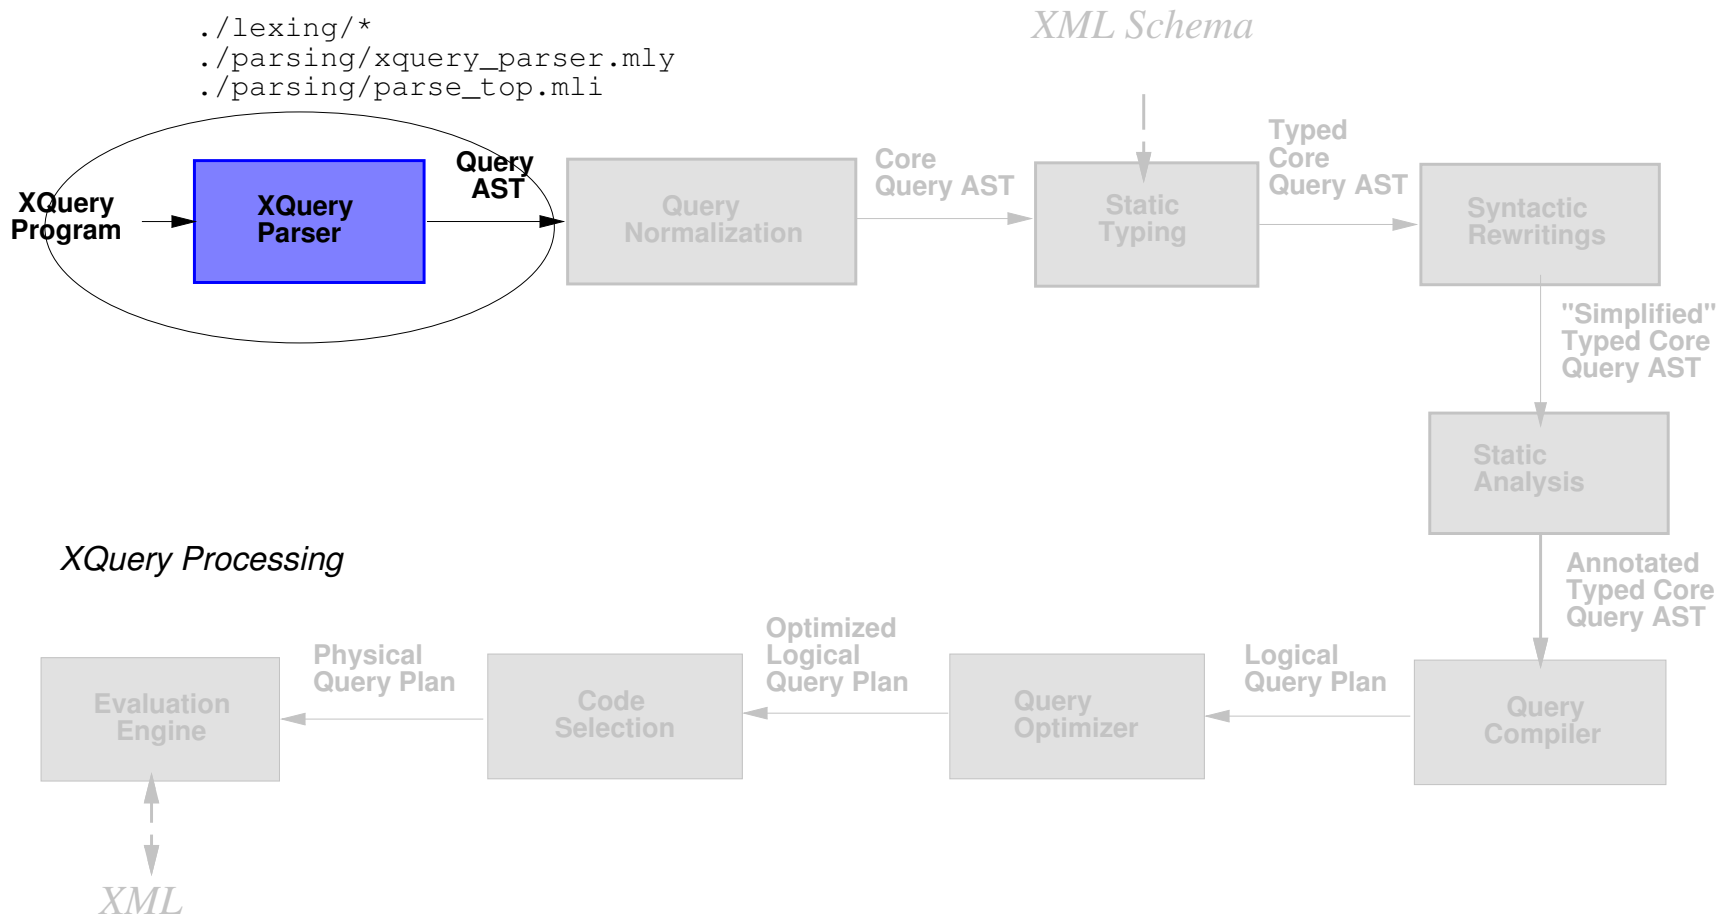 ./lexing/*
./parsing/xquery_parser.mly
./parsing/parse_top.mli
XML Schema
XQuery
Program
XQuery
Parser
Query
AST
Query
Normalization
Core
Query AST
Static
Typing
Typed
Core
Query AST
Syntactic
Rewritings
"Simplified"
Typed Core
Query AST
Static
Analysis
XQuery Processing
Annotated
Typed Core
Query AST
Evaluation
Engine
Physical
Query Plan
Code
Selection
Optimized
Logical
Query Plan
Query
Optimizer
Logical
Query Plan
Query
Compiler
XML